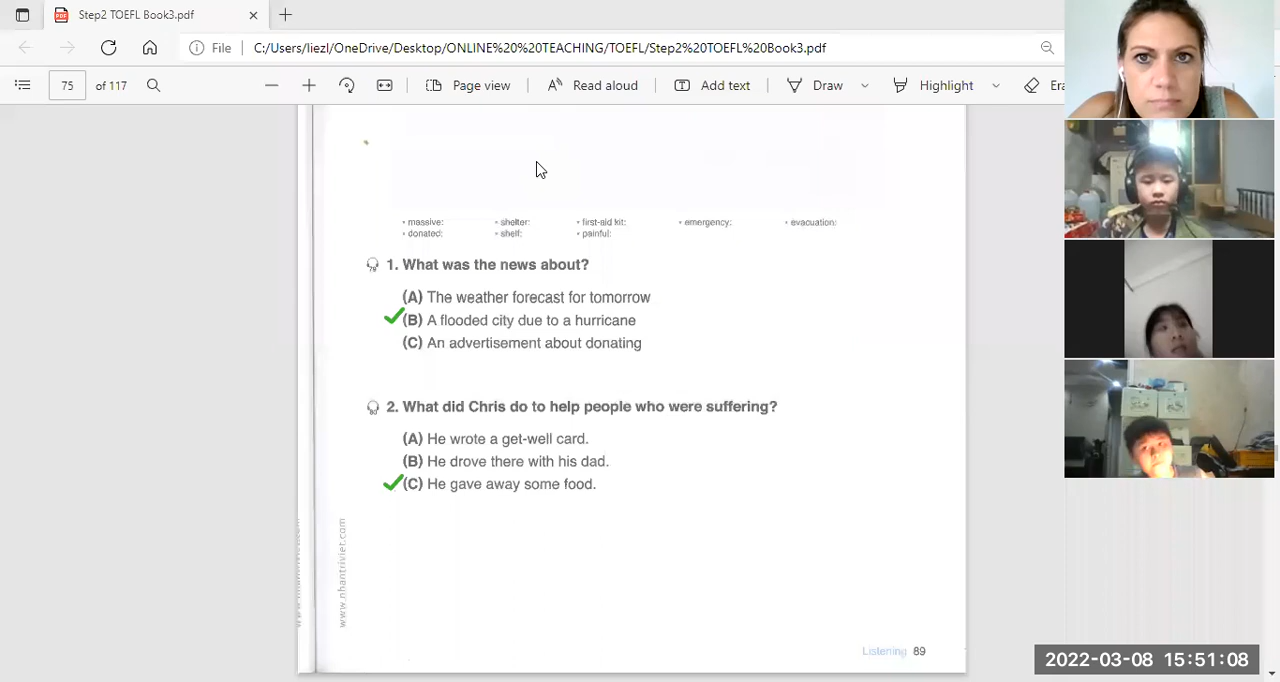 Step2 TOEFL Book3.pdf
File
C:/Users/liezl/OneDrive/Desktop/ONLINE%20%20TEACHING/TOEFL/Step2%20TOEFL%20Book3.pdf
75 of 117 Page view Read aloud Add text Draw Highlight Era
• massive: • shelter: • first-aid kit: • emergency: • evacuation:
• donated: • shelf: • painful:
1. What was the news about?
(A) The weather forecast for tomorrow
(B) A flooded city due to a hurricane
(C) An advertisement about donating
2. What did Chris do to help people who were suffering?
(A) He wrote a get-well card.
(B) He drove there with his dad.
(C) He gave away some food.
www.nhantriviet.com
Listening 89
2022-03-08 15:51:08